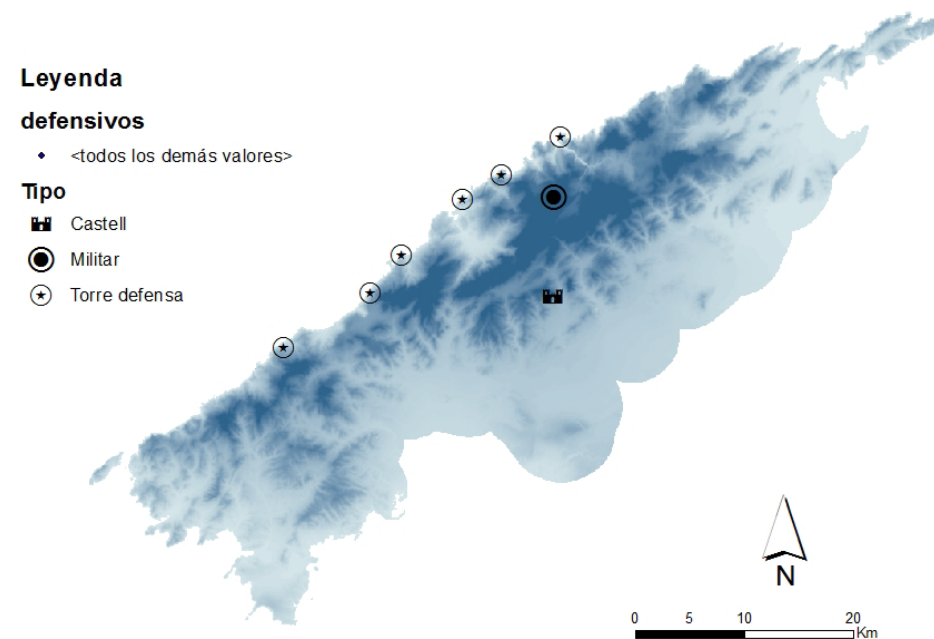 Leyenda
defensivos
<todos los demás valores>
Tipo
Castell
Militar
Torre defensa
N
0 5 10 20
Km